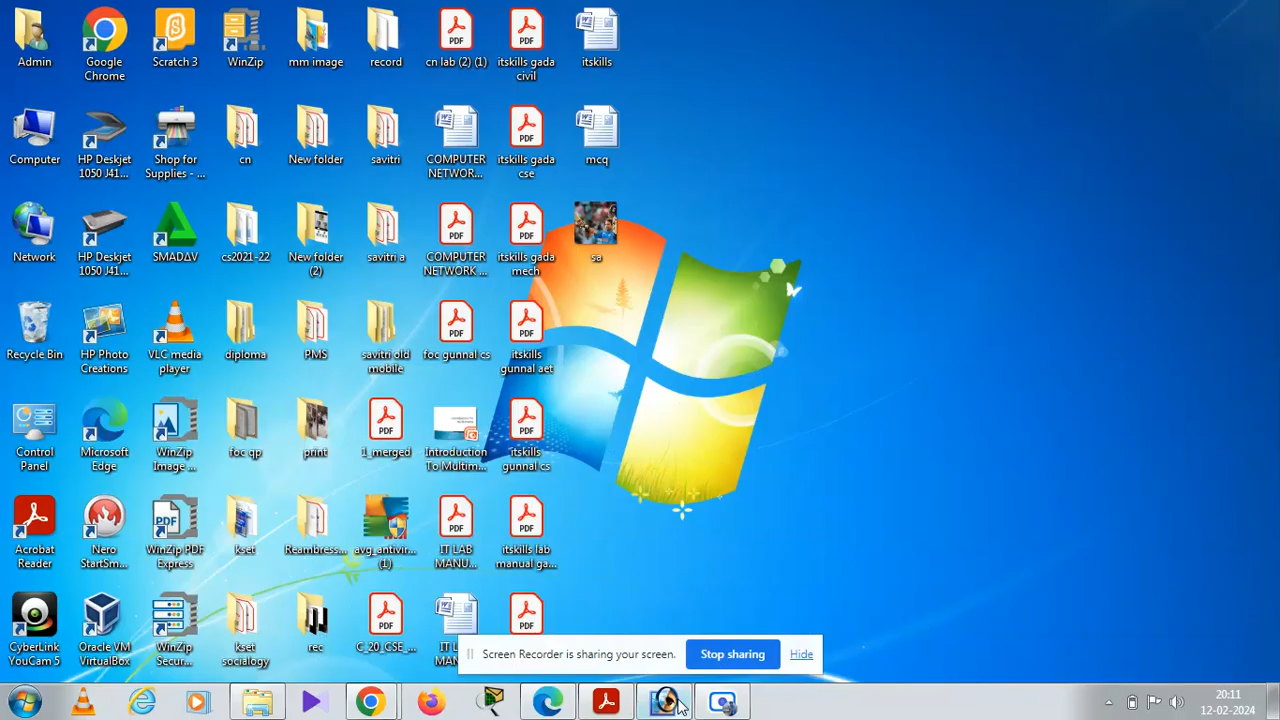 Admin
Google
Chrome
Scratch 3
WinZip
mm image
record
cn lab (2) (1)
itskills gada
civil
itskills
Computer
HP Deskjet
1050 J41...
Shop for
Supplies - ...
cn
New folder
savitri
COMPUTER
NETWOR...
itskills gada
cse
mcq
Network
HP Deskjet
1050 J41...
SMADΔV
cs2021-22
New folder
(2)
savitri a
COMPUTER
NETWORK ...
itskills gada
mech
sa
Recycle Bin
HP Photo
Creations
VLC media
player
diploma
PMS
savitri old
mobile
foc gunnal cs
itskills
gunnal aet
Control
Panel
Microsoft
Edge
WinZip
Image ...
foc qp
print
1_merged
Introduction
To Multim...
itskills
gunnal cs
Acrobat
Reader
Nero
StartSm...
WinZip PDF
Express
kset
Reambress...
avg_antivir...
(1)
IT LAB
MANU...
itskills lab
manual ga...
CyberLink
YouCam 5
Oracle VM
VirtualBox
WinZip
Secur...
kset
socialogy
rec
C_20_CSE_...
IT L
MAN
Screen Recorder is sharing your screen.
Stop sharing
Hide
20:11
12-02-2024